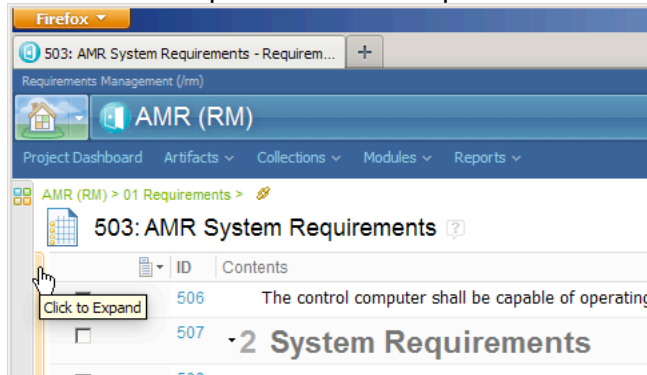 Firefox
503: AMR System Requirements - Requirem... +
Requirements Management (/rm)
AMR (RM)
Project Dashboard Artifacts Collections Modules Reports
AMR (RM) > 01 Requirements >
503: AMR System Requirements ?
ID Contents
506 The control computer shall be capable of operating
Click to Expand
507 2 System Requirements